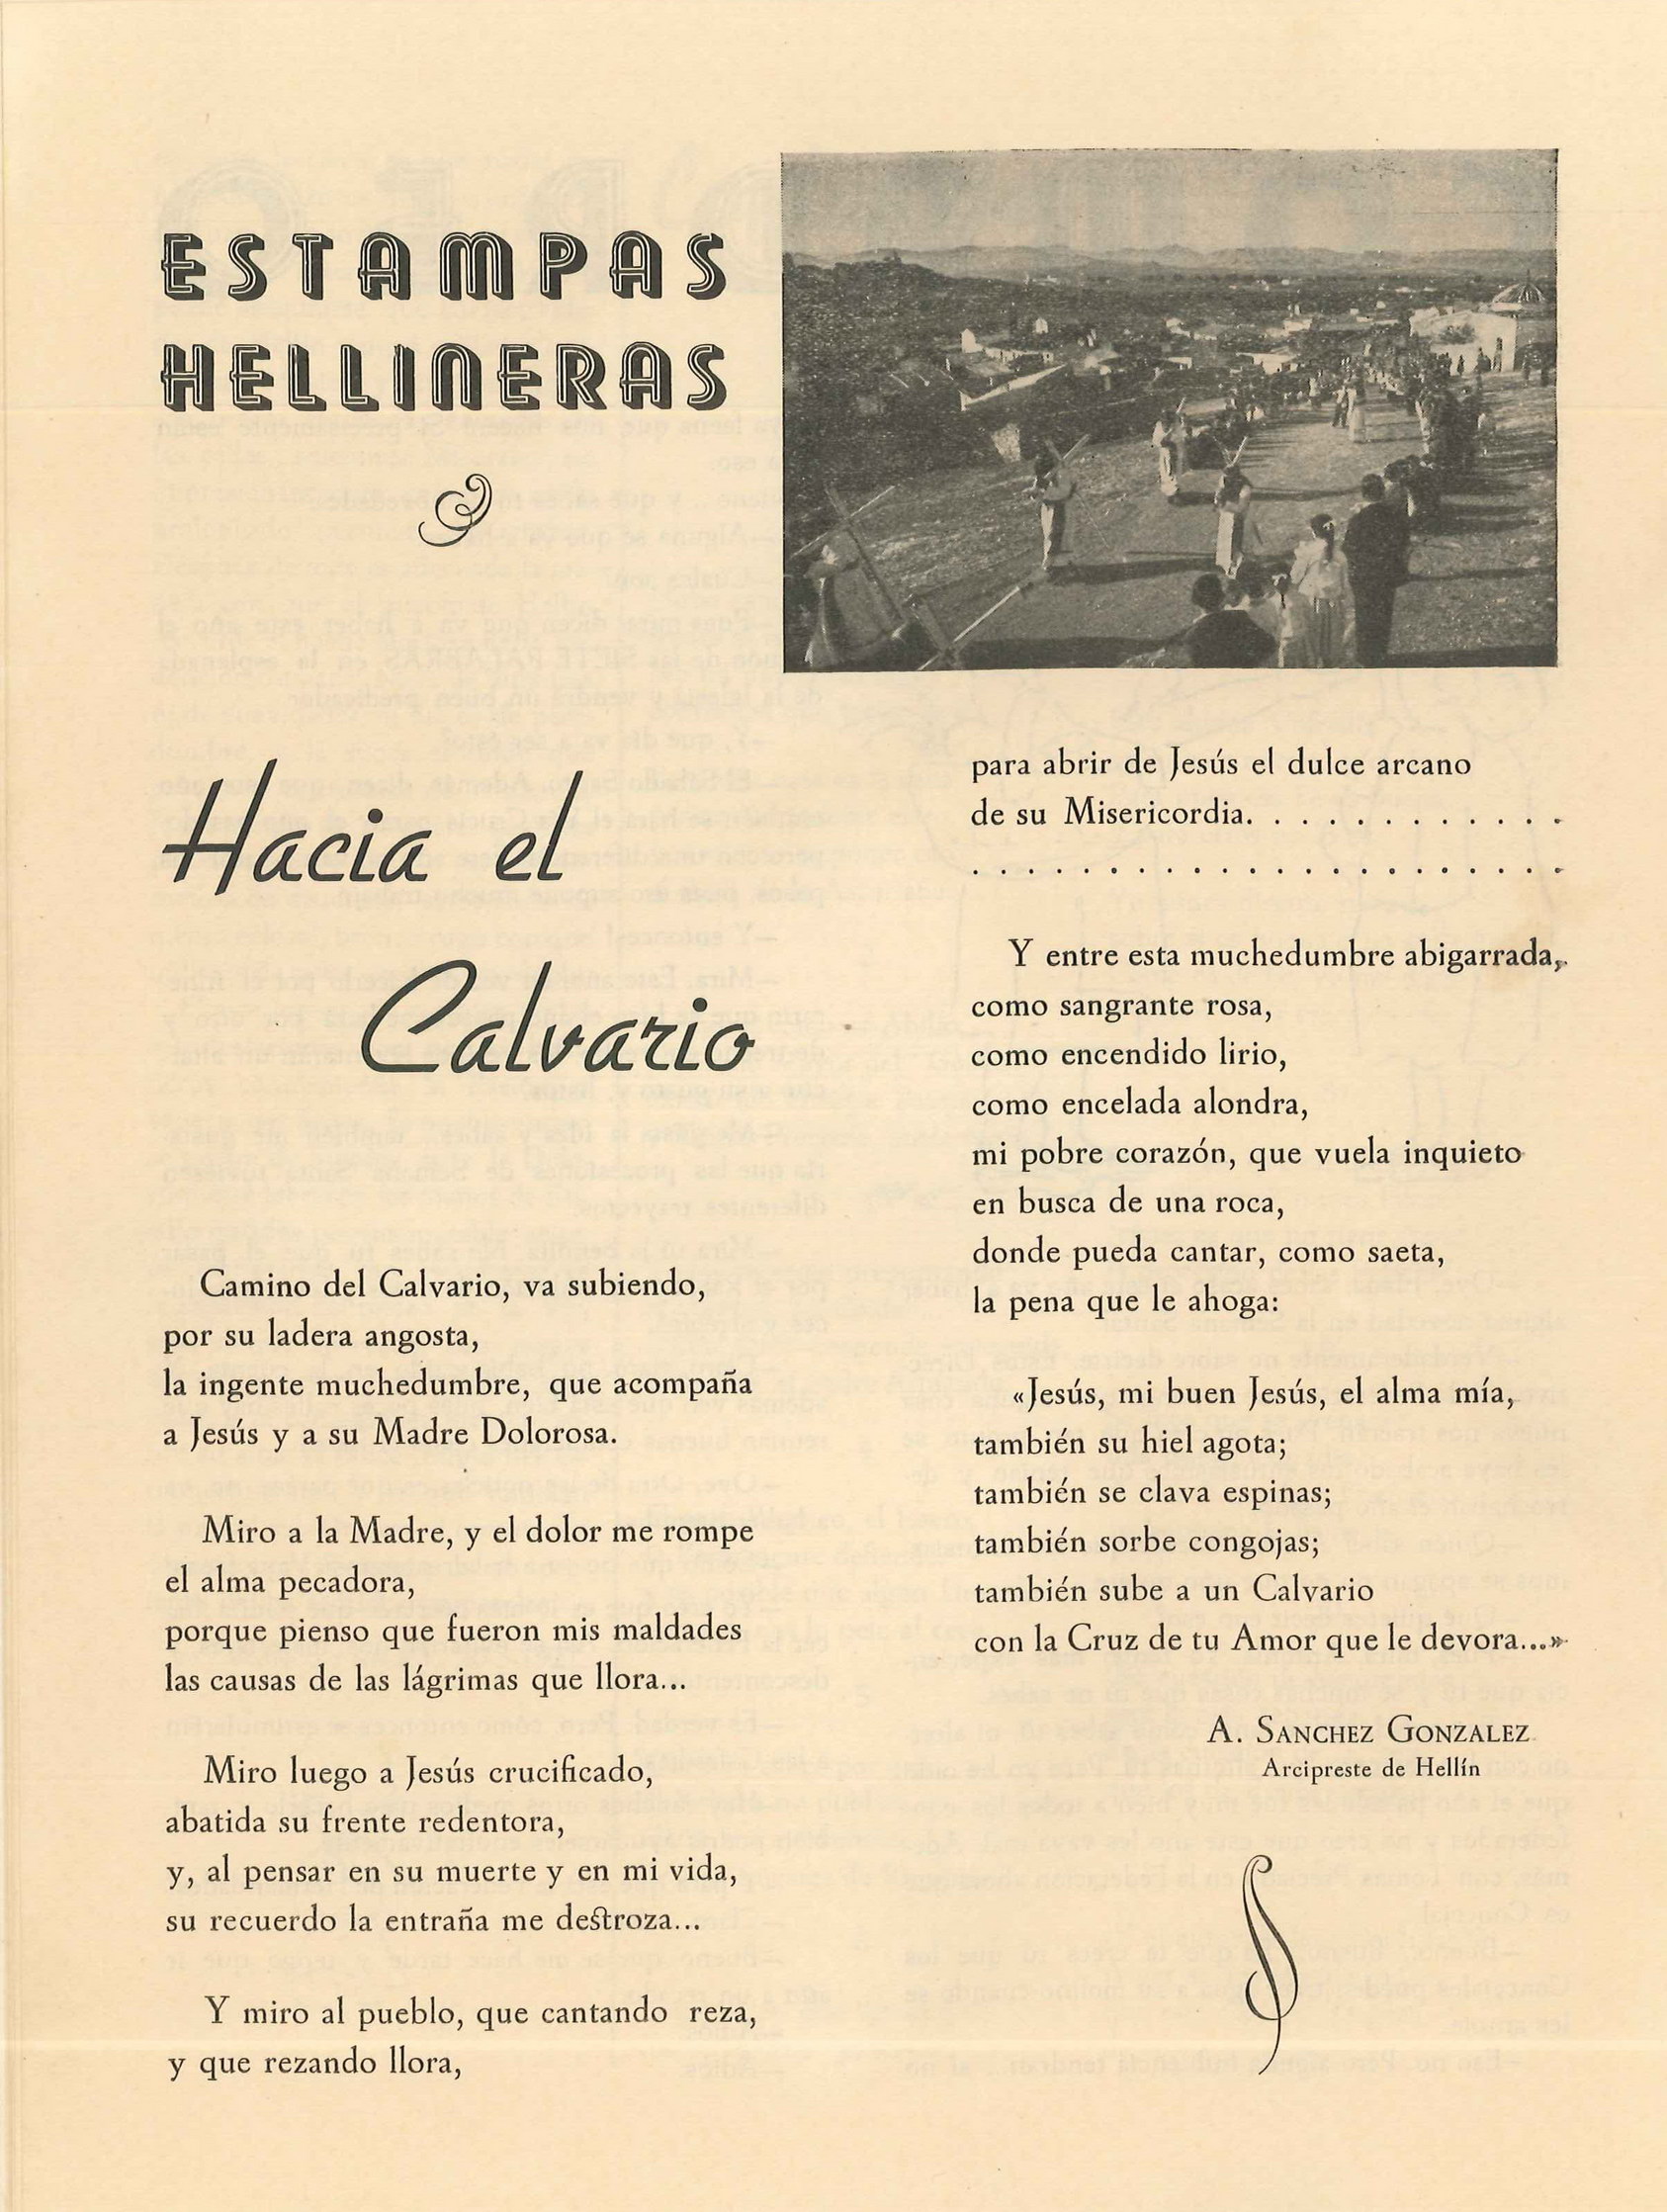 ESTAMPAS
HELLINERAS
Hacia el
Calvario
Camino del Calvario, va subiendo,
por su ladera angosta,
la ingente muchedumbre, que acompaña
a Jesús y a su Madre Dolorosa.
Miro a la Madre, y el dolor me rompe
el alma pecadora,
porque pienso que fueron mis maldades
las causas de las lágrimas que llora...
Miro luego a Jesús crucificado,
abatida su frente redentora,
y, al pensar en su muerte y en mi vida,
su recuerdo la entraña me destroza...
Y miro al pueblo, que cantando reza,
y que rezando llora,
para abrir de Jesús el dulce arcano
de su Misericordia. . . . . . . . . . . . .
. . . . . . . . . . . . . . . . . . . . . .
Y entre esta muchedumbre abigarrada,
como sangrante rosa,
como encendido lirio,
como encelada alondra,
mi pobre corazón, que vuela inquieto
en busca de una roca,
donde pueda cantar, como saeta,
la pena que le ahoga:
«Jesús, mi buen Jesús, el alma mía,
también su hiel agota;
también se clava espinas;
también sorbe congojas;
también sube a un Calvario
con la Cruz de tu Amor que le devora...»
A. SANCHEZ GONZALEZ
Arcipreste de Hellín